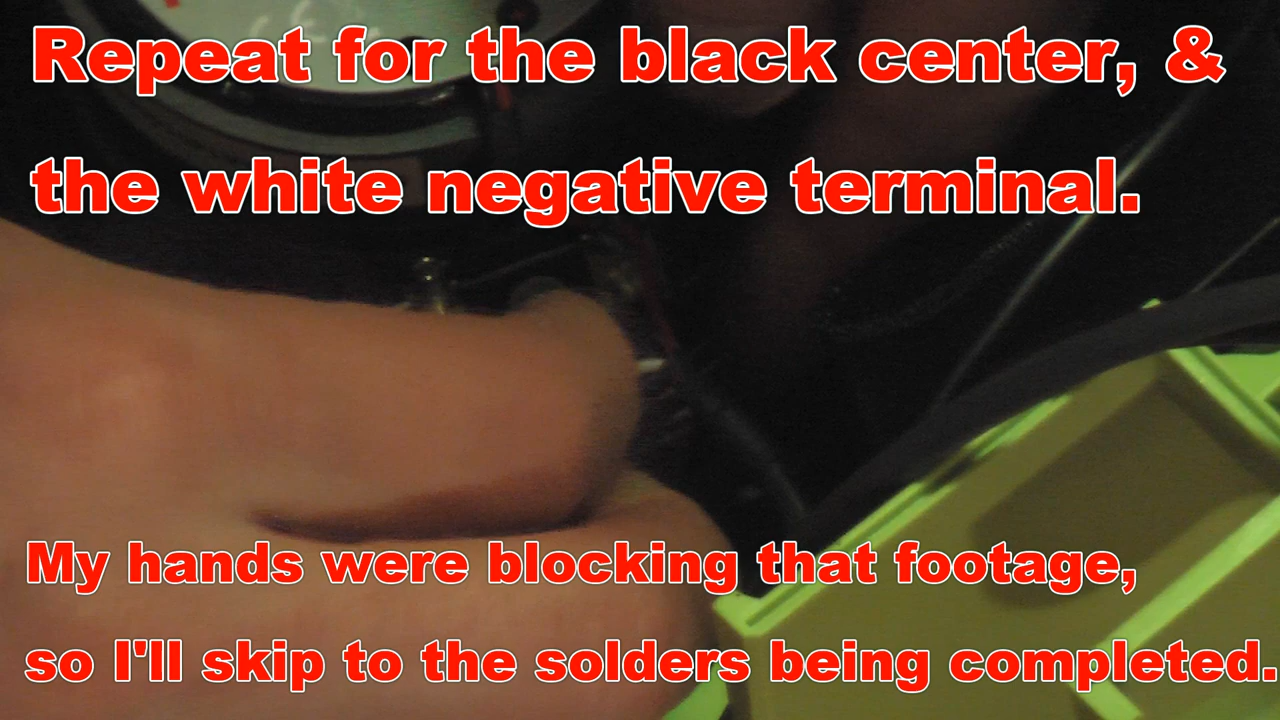 Repeat for the black center, &
the white negative terminal.
My hands were blocking that footage,
so I'll skip to the solders being completed.